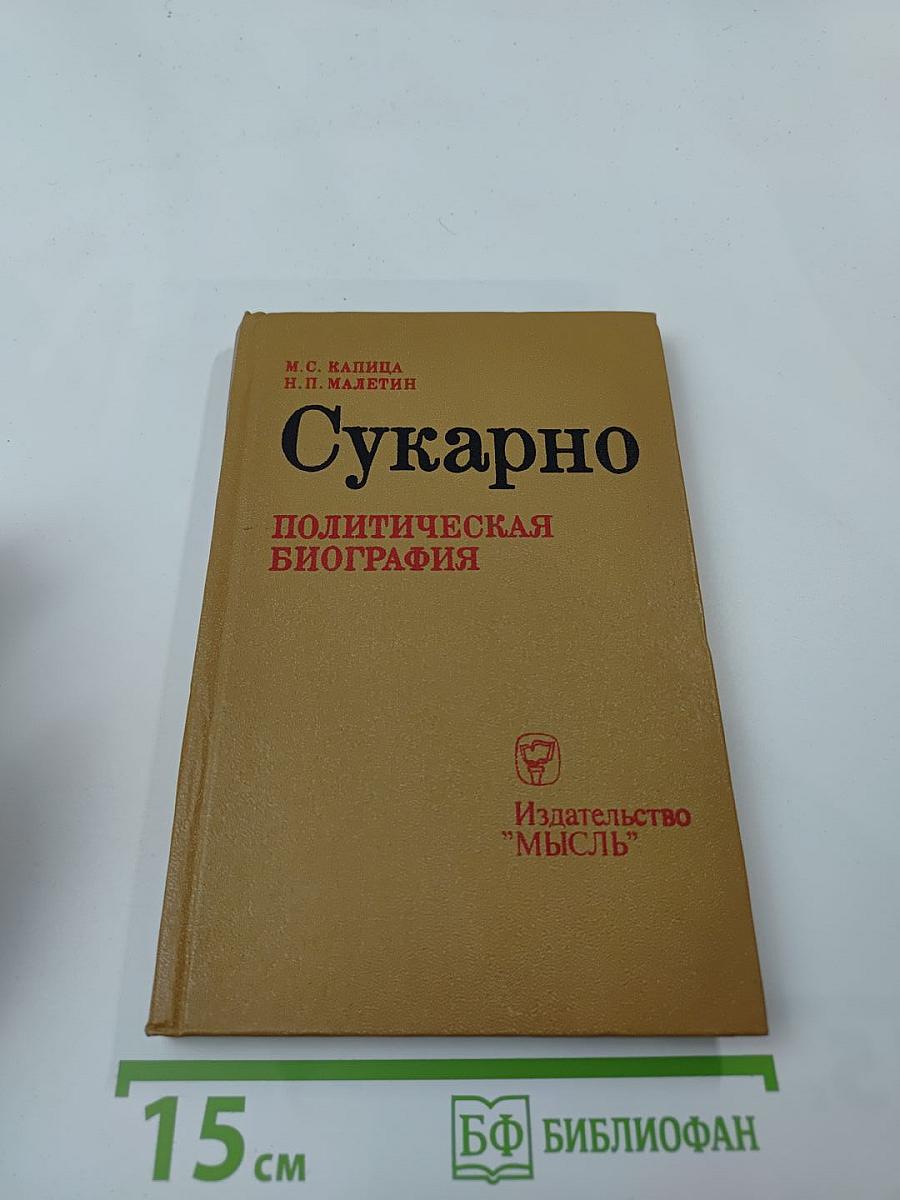 М.С. КАПИЦА
Н.П. МАЛЕТИН
Сукарно
ПОЛИТИЧЕСКАЯ
БИОГРАФИЯ
Издательство
"МЫСЛЬ"
15 см
БФ БИБЛИОФАН